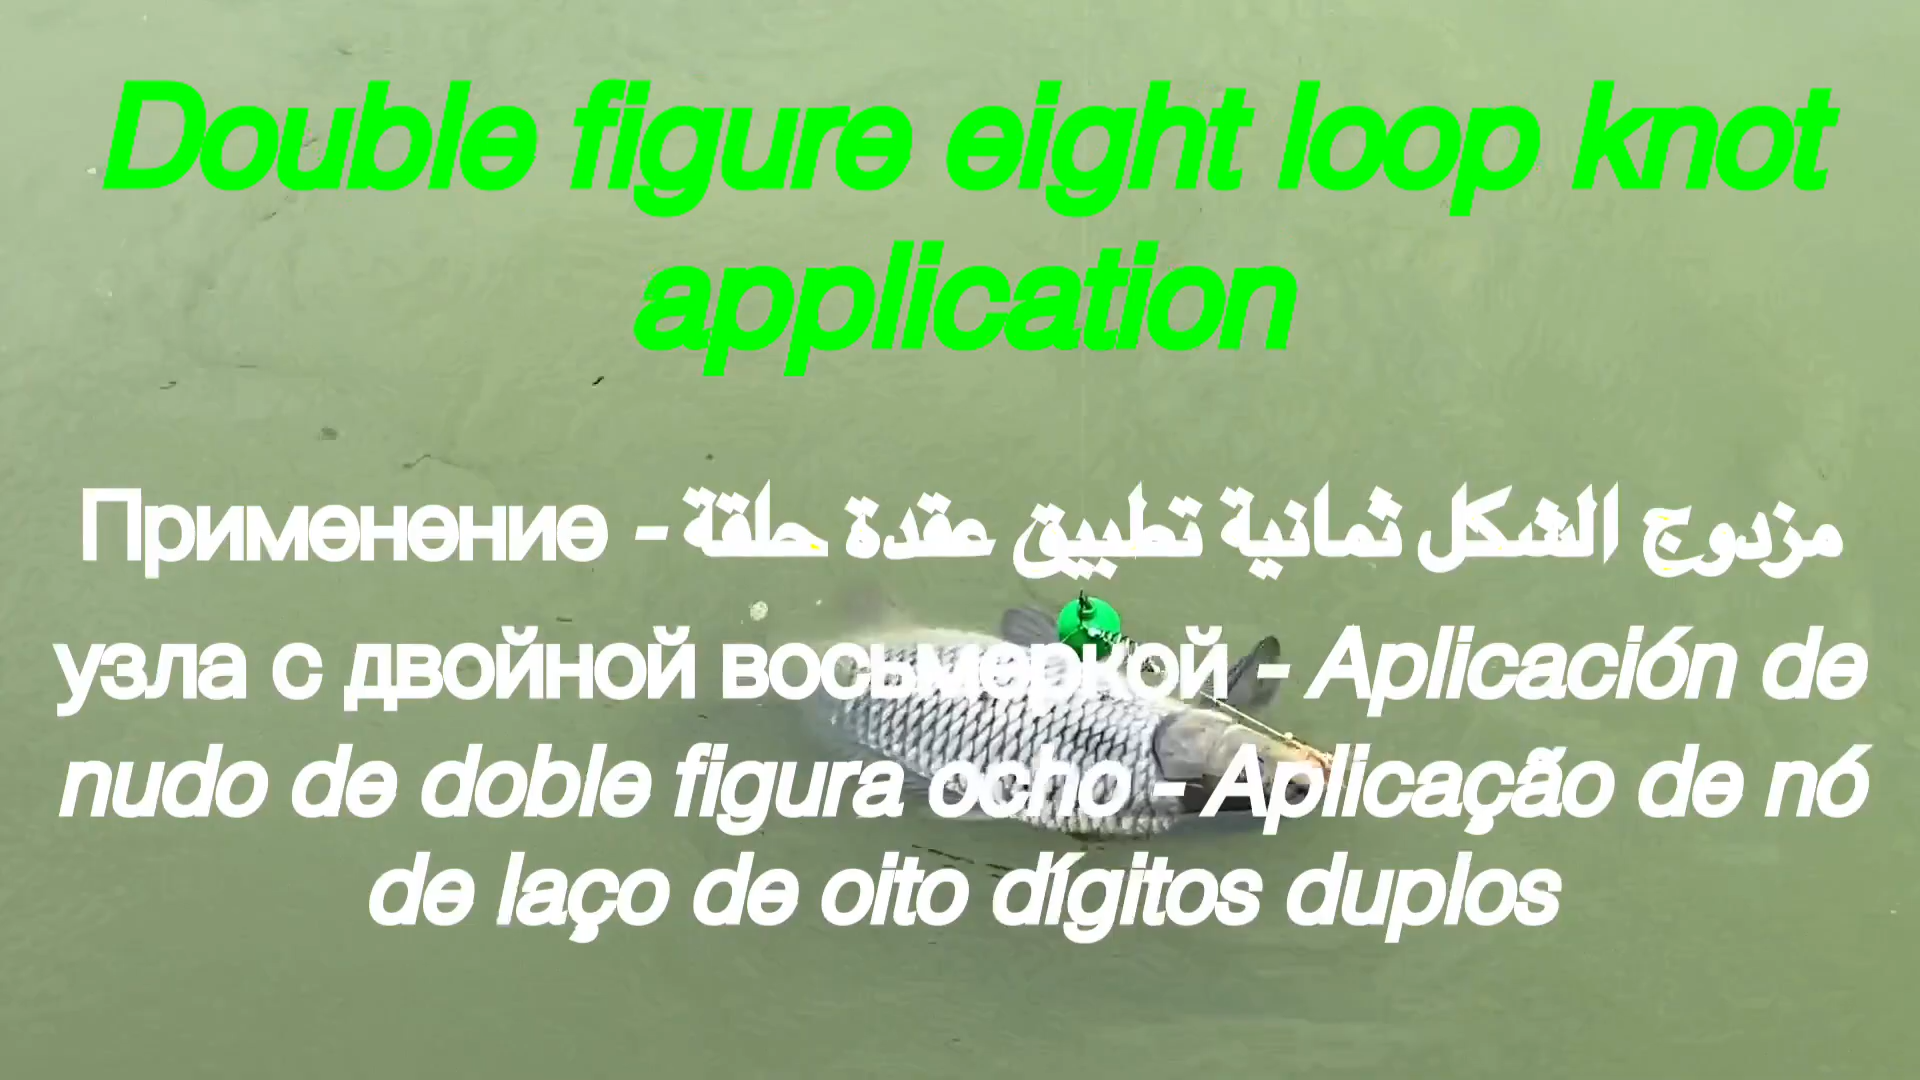 Double figure eight loop knot
application
مزدوج الشكل ثمانية تطبيق عقدة حلقة - Применение
узла с двойной восьмеркой - Aplicación de
nudo de doble figura ocho - Aplicação de nó
de laço de oito dígitos duplos